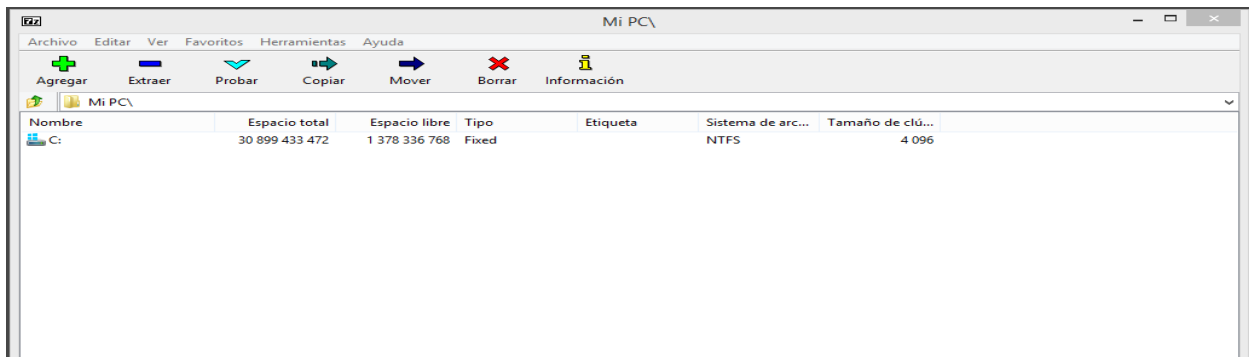 7z Mi PC\
Archivo Editar Ver Favoritos Herramientas Ayuda
Agregar Extraer Probar Copiar Mover Borrar Información
Mi PC\
Nombre Espacio total Espacio libre Tipo Etiqueta Sistema de arc... Tamaño de clú...
C: 30 899 433 472 1 378 336 768 Fixed NTFS 4 096